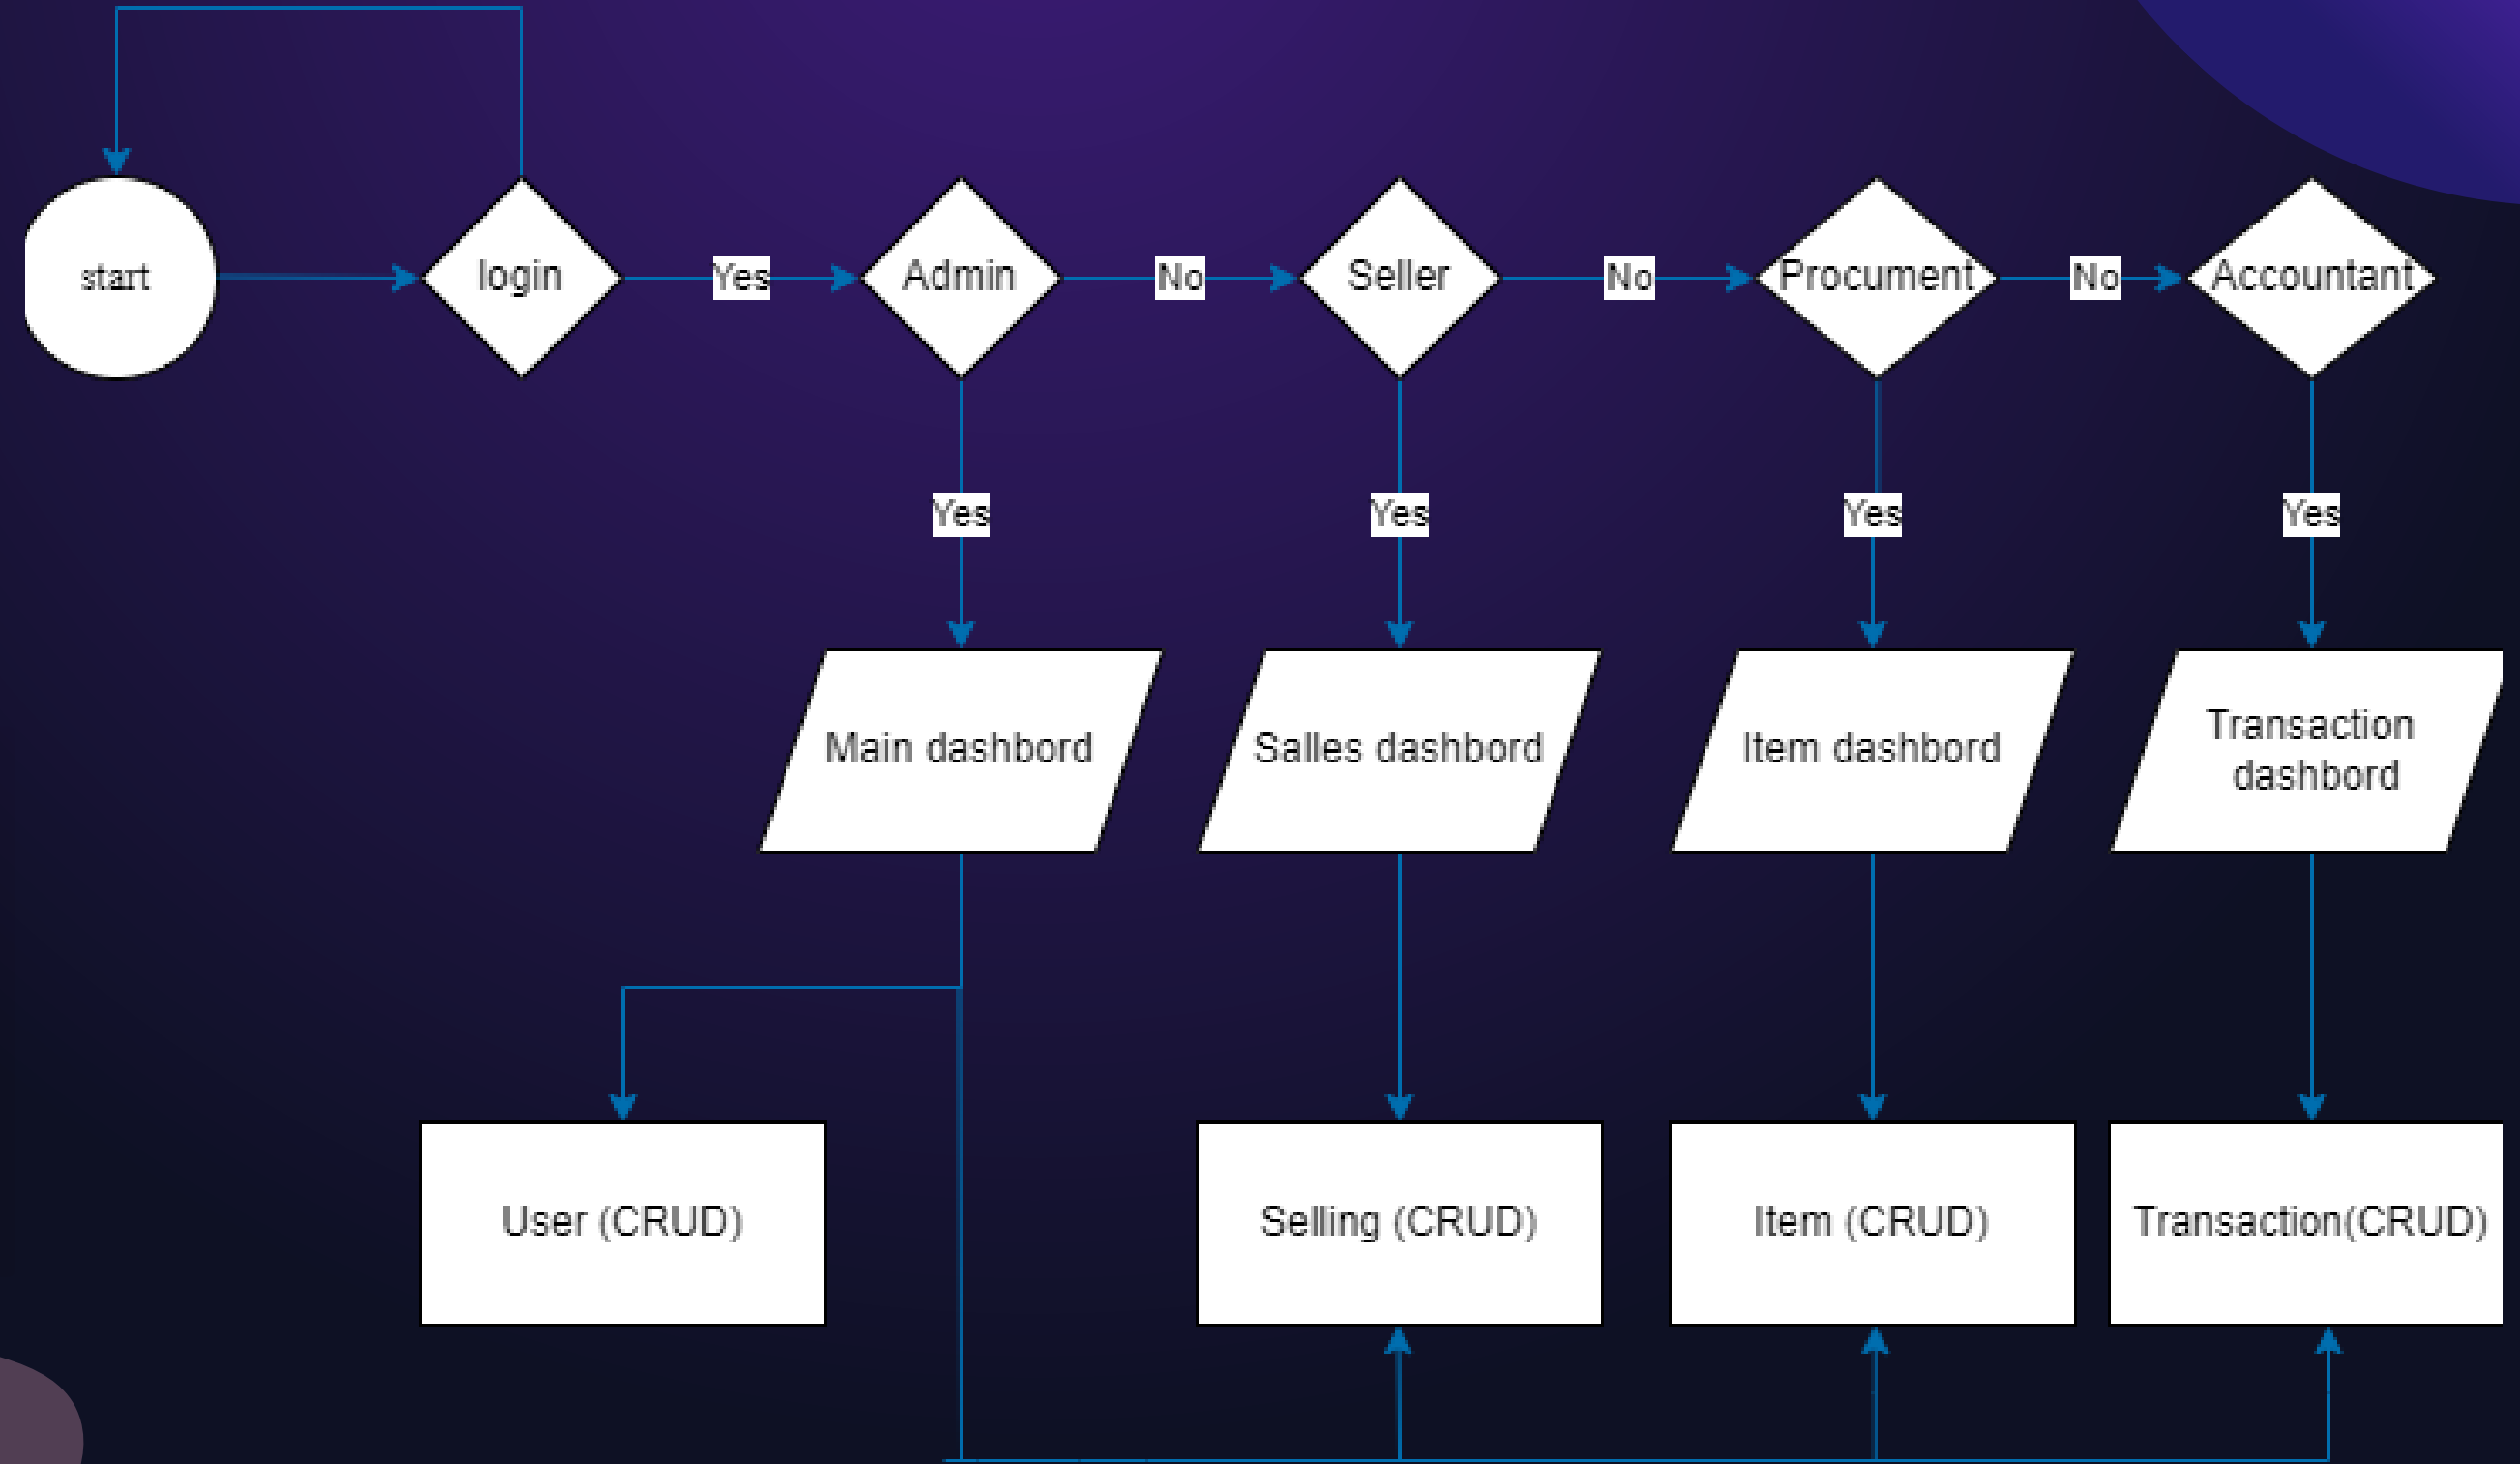 start
login
Yes
Admin
No
Seller
No
Procument
No
Accountant
Yes
Yes
Yes
Yes
Main dashbord
Salles dashbord
Item dashbord
Transaction
dashbord
User (CRUD)
Selling (CRUD)
Item (CRUD)
Transaction(CRUD)